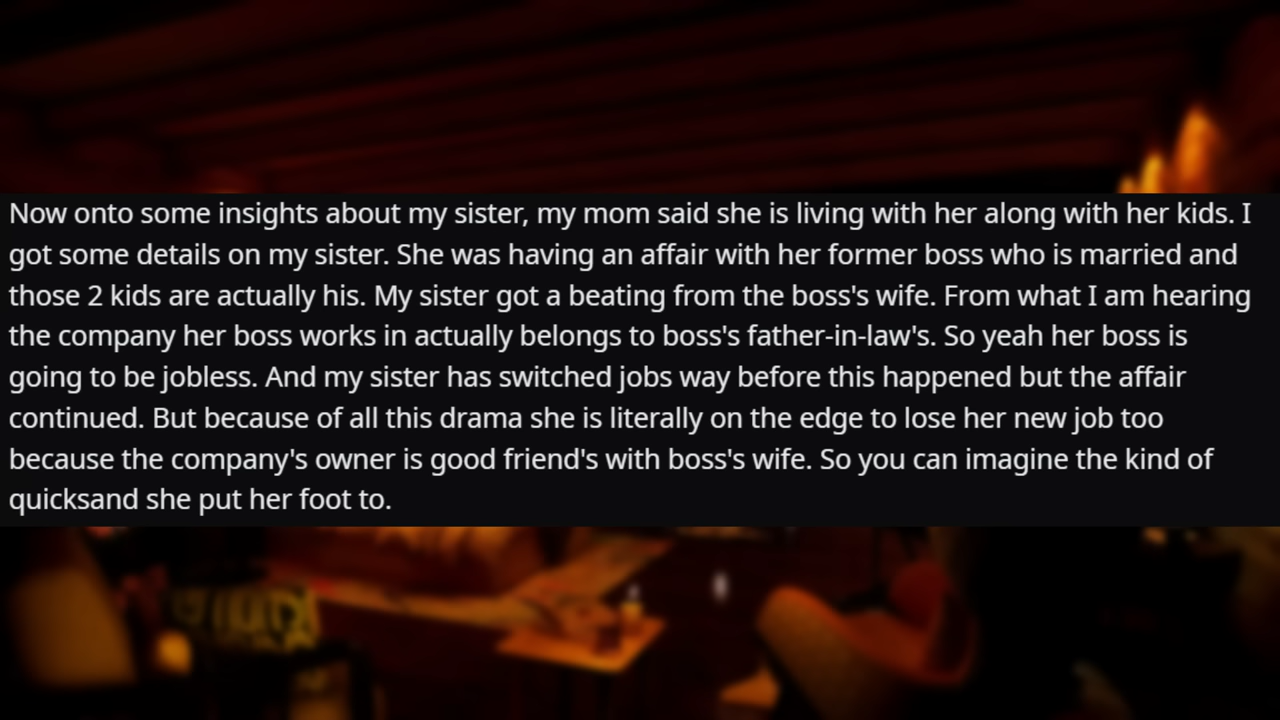 Now onto some insights about my sister, my mom said she is living with her along with her kids. I
got some details on my sister. She was having an affair with her former boss who is married and
those 2 kids are actually his. My sister got a beating from the boss's wife. From what I am hearing
the company her boss works in actually belongs to boss's father-in-law's. So yeah her boss is
going to be jobless. And my sister has switched jobs way before this happened but the affair
continued. But because of all this drama she is literally on the edge to lose her new job too
because the company's owner is good friend's with boss's wife. So you can imagine the kind of
quicksand she put her foot to.